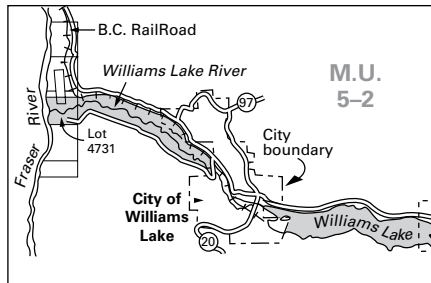 B.C. RailRoad
Williams Lake River
M.U.
5–2
97
River
Fraser
Lot
4731
City
boundary
City of
Williams
Lake
20
Williams Lake